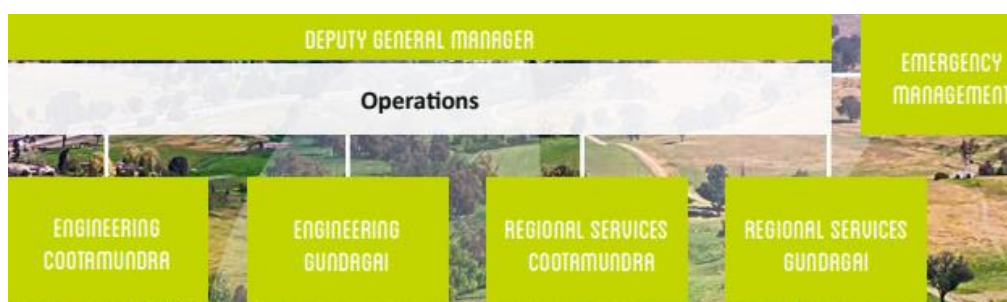 DEPUTY GENERAL MANAGER
EMERGENCY
MANAGEMENT
Operations
ENGINEERING
COOTAMUNDRA
ENGINEERING
GUNDAGAI
REGIONAL SERVICES
COOTAMUNDRA
REGIONAL SERVICES
GUNDAGAI